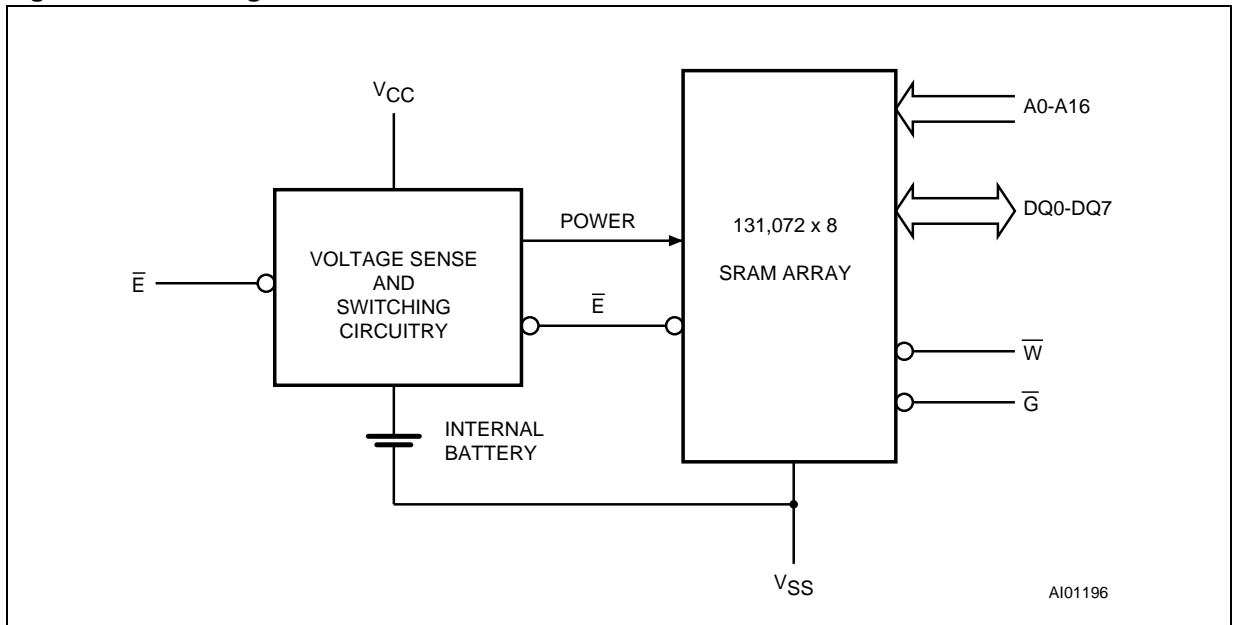 VCC
A0-A16
DQ0-DQ7
POWER
131,072 x 8
SRAM ARRAY
E̅
VOLTAGE SENSE
AND
SWITCHING
CIRCUITRY
E̅
W̅
G̅
INTERNAL
BATTERY
VSS
AI01196